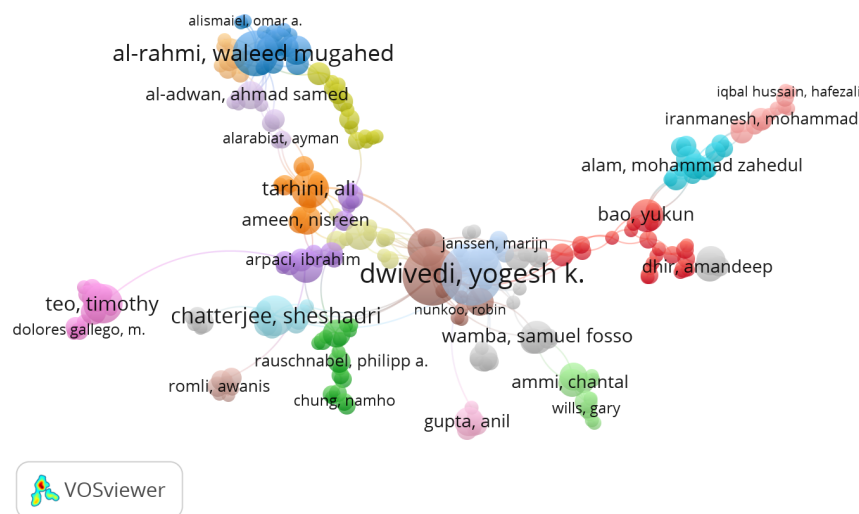 alismaiel, omar a.
al-rahmi, waleed mugahed
al-adwan, ahmad samed
iqbal hussain, hafezali
iranmanesh, mohammad
alarabiat, ayman
alam, mohammad zahedul
tarhini, ali
ameen, nisreen
bao, yukun
janssen, marijn
arpaci, ibrahim
dwivedi, yogesh k.
dhir, amandeep
teo, timothy
dolores gallego, m.
chatterjee, sheshadri
nunkoo, robin
wamba, samuel fosso
rauschnabel, philipp a.
romli, awanis
ammi, chantal
chung, namho
wills, gary
gupta, anil
VOSviewer